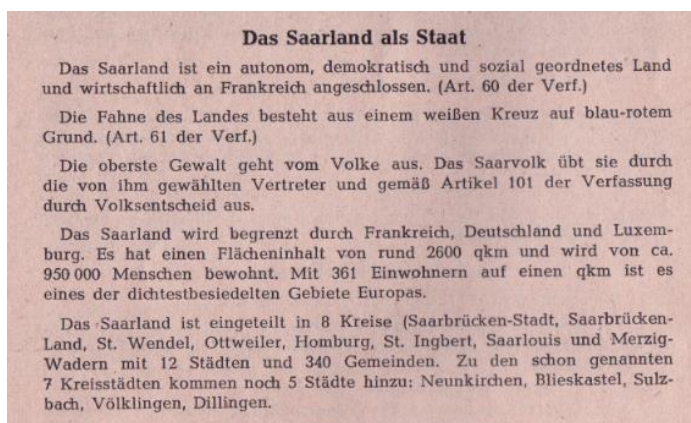 Das Saarland als Staat
Das Saarland ist ein autonom, demokratisch und sozial geordnetes Land
und wirtschaftlich an Frankreich angeschlossen. (Art. 60 der Verf.)
Die Fahne des Landes besteht aus einem weißen Kreuz auf blau-rotem
Grund. (Art. 61 der Verf.)
Die oberste Gewalt geht vom Volke aus. Das Saarvolk übt sie durch
die von ihm gewählten Vertreter und gemäß Artikel 101 der Verfassung
durch Volksentscheid aus.
Das Saarland wird begrenzt durch Frankreich, Deutschland und Luxem-
burg. Es hat einen Flächeninhalt von rund 2600 qkm und wird von ca.
950 000 Menschen bewohnt. Mit 361 Einwohnern auf einen qkm ist es
eines der dichtestbesiedelten Gebiete Europas.
Das Saarland ist eingeteilt in 8 Kreise (Saarbrücken-Stadt, Saarbrücken-
Land, St. Wendel, Ottweiler, Homburg, St. Ingbert, Saarlouis und Merzig-
Wadern mit 12 Städten und 340 Gemeinden. Zu den schon genannten
7 Kreisstädten kommen noch 5 Städte hinzu: Neunkirchen, Blieskastel, Sulz-
bach, Völklingen, Dillingen.